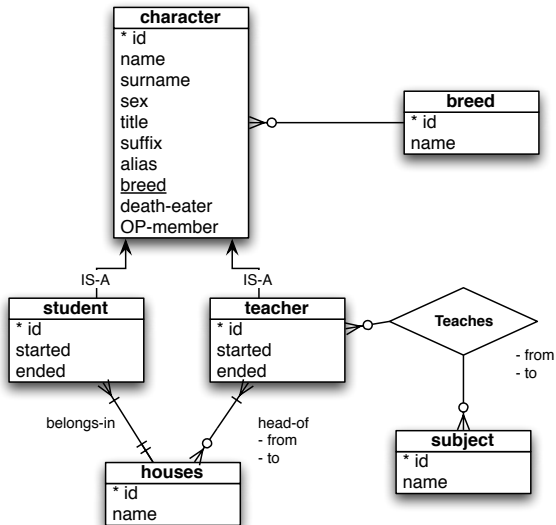 character
* id
name
surname
sex
title
suffix
alias
breed
death-eater
OP-member
breed
* id
name
IS-A
IS-A
student
* id
started
ended
teacher
* id
started
ended
Teaches
- from
- to
belongs-in
head-of
- from
- to
subject
* id
name
houses
* id
name